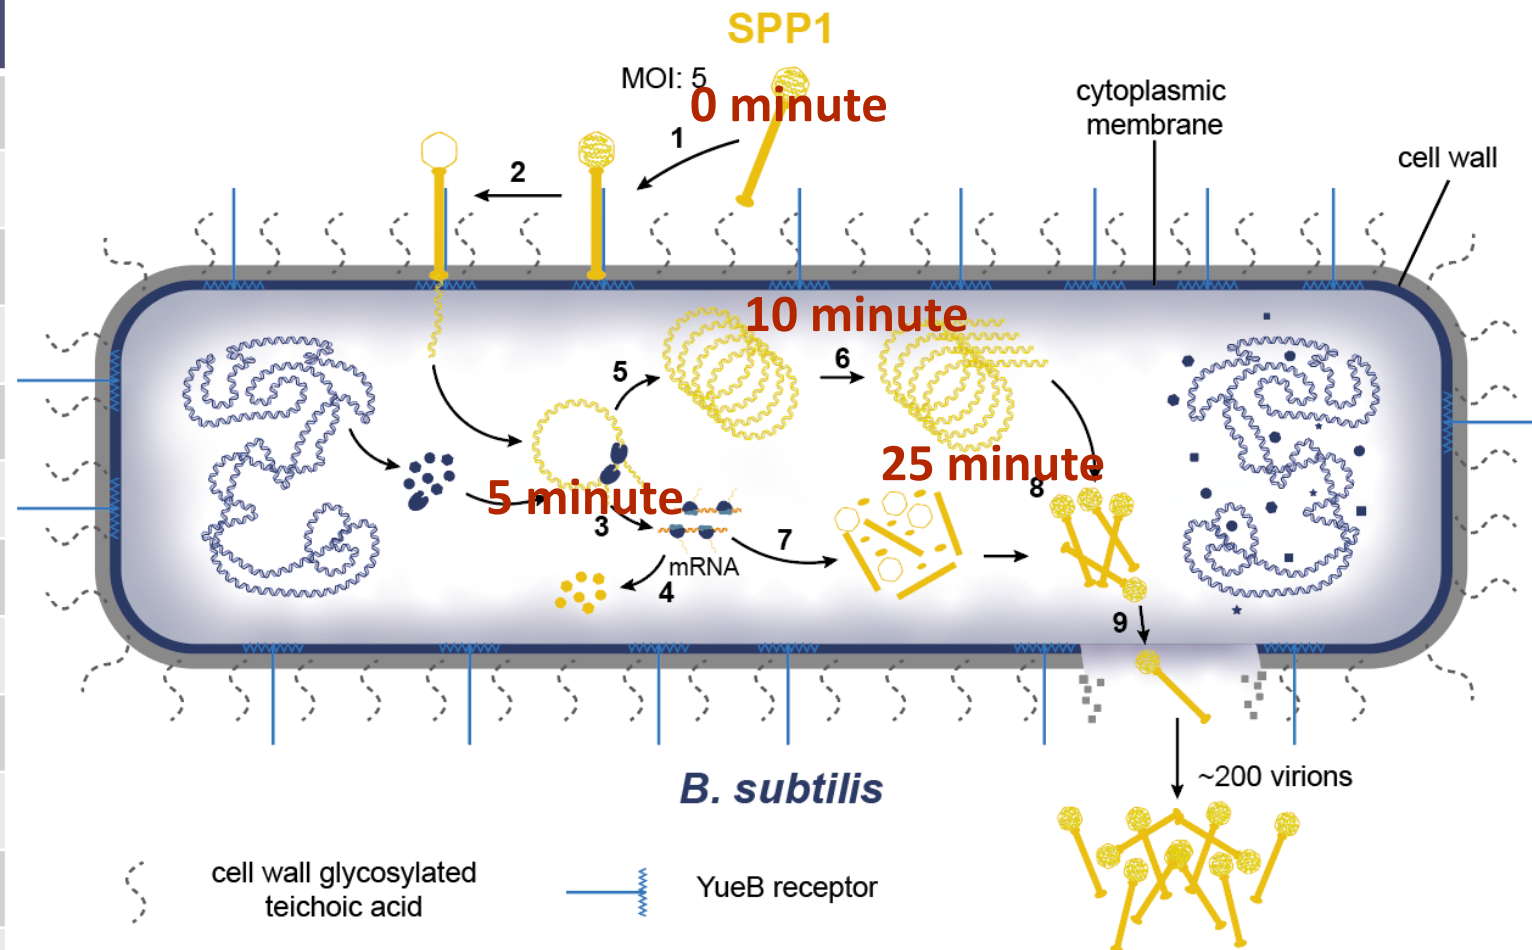 SPP1
MOI: 5
0 minute
1
2
cytoplasmic
membrane
cell wall
10 minute
5
6
25 minute
5 minute
8
3
7
mRNA
4
9
B. subtilis
~200 virions
cell wall glycosylated
teichoic acid
YueB receptor